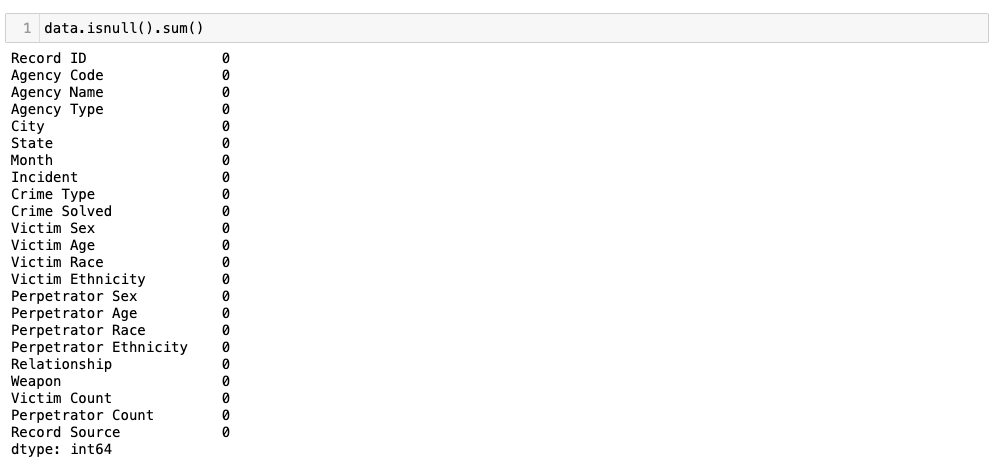 1 data.isnull().sum()
Record ID 0
Agency Code 0
Agency Name 0
Agency Type 0
City 0
State 0
Month 0
Incident 0
Crime Type 0
Crime Solved 0
Victim Sex 0
Victim Age 0
Victim Race 0
Victim Ethnicity 0
Perpetrator Sex 0
Perpetrator Age 0
Perpetrator Race 0
Perpetrator Ethnicity 0
Relationship 0
Weapon 0
Victim Count 0
Perpetrator Count 0
Record Source 0
dtype: int64